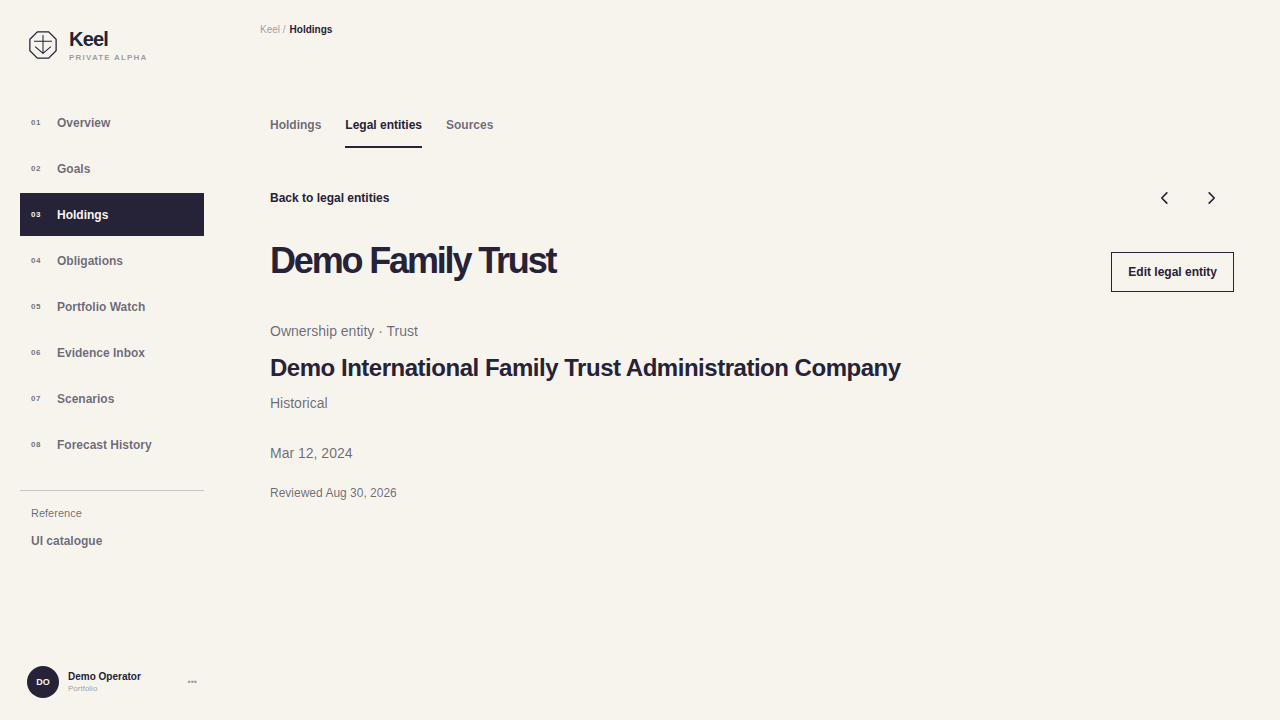 Keel
PRIVATE ALPHA
Keel / Holdings
01 Overview
02 Goals
03 Holdings
04 Obligations
05 Portfolio Watch
06 Evidence Inbox
07 Scenarios
08 Forecast History
Reference
UI catalogue
DO
Demo Operator
Portfolio
Holdings Legal entities Sources
Back to legal entities
Demo Family Trust
Edit legal entity
Ownership entity · Trust
Demo International Family Trust Administration Company
Historical
Mar 12, 2024
Reviewed Aug 30, 2026